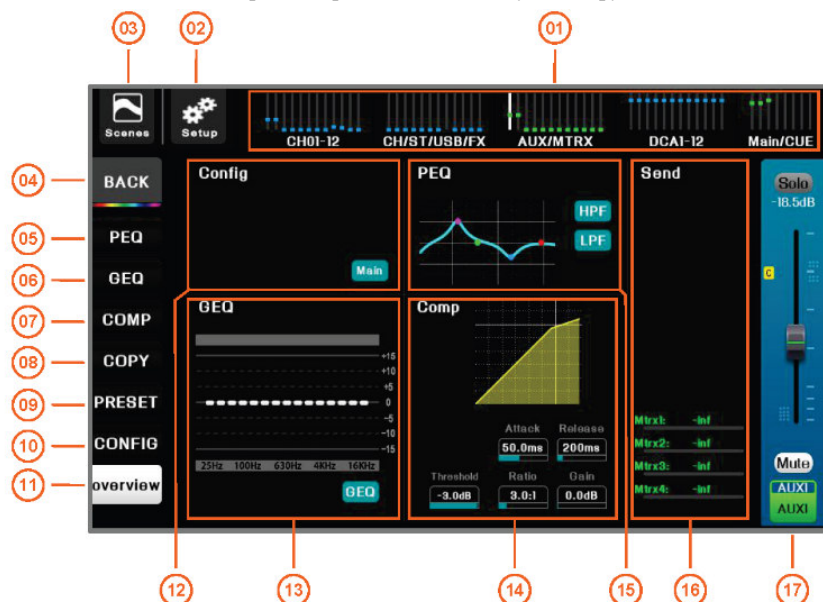 03
02
01
Scenes
Setup
CH01-12
CH/ST/USB/FX
AUX/MTRX
DCA1-12
Main/CUE
04
BACK
Config
PEQ
Send
Solo
-18.5dB
05
PEQ
HPF
LPF
06
GEQ
Main
C
07
COMP
GEQ
Comp
08
COPY
+15
+10
+5
0
-5
-10
-15
09
PRESET
10
CONFIG
25Hz 100Hz 630Hz 4KHz 16KHz
Attack
Release
50.0ms
200ms
Threshold
Ratio
Gain
-3.0dB
3.0:1
0.0dB
Mtrx1: -inf
Mtrx2: -inf
Mtrx3: -inf
Mtrx4: -inf
Mute
11
overview
GEQ
AUX1
AUX1
12
13
14
15
16
17